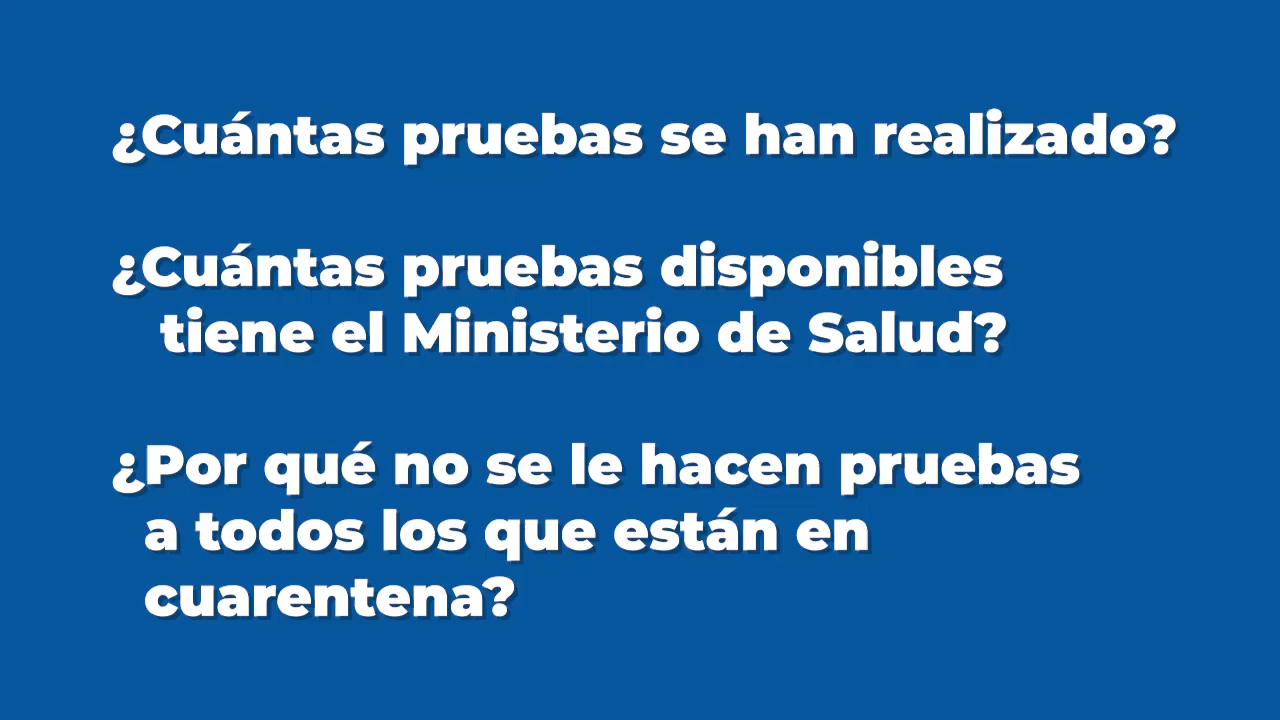 ¿Cuántas pruebas se han realizado?
¿Cuántas pruebas disponibles
tiene el Ministerio de Salud?
¿Por qué no se le hacen pruebas
a todos los que están en
cuarentena?